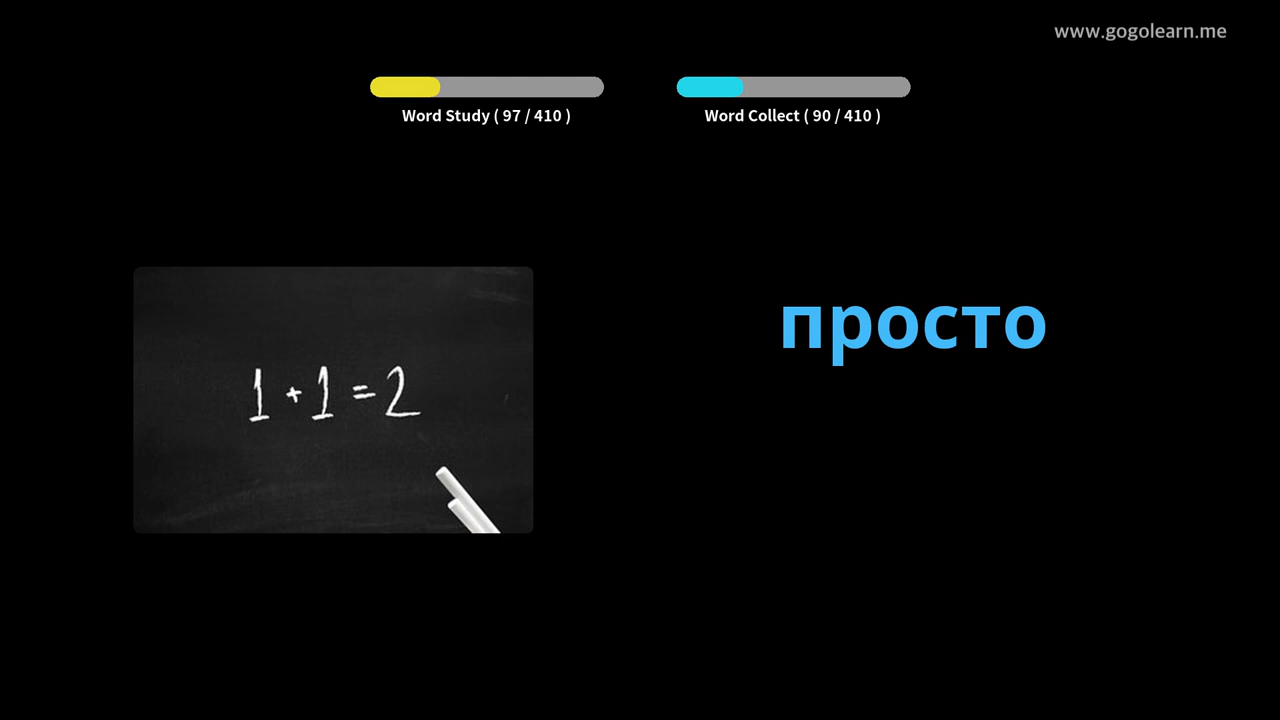 www.gogolearn.me
Word Study ( 97 / 410 )
Word Collect ( 90 / 410 )
просто
1 + 1 = 2